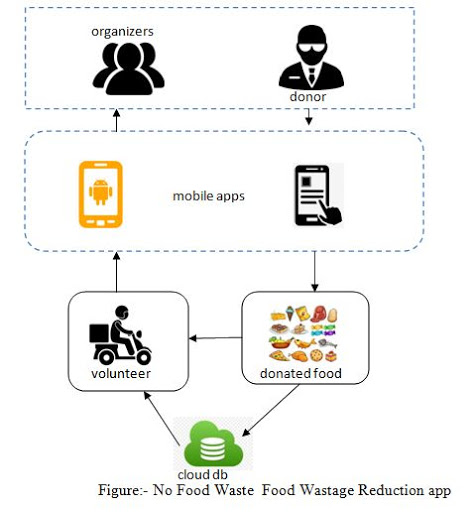 organizers
donor
mobile apps
volunteer
donated food
cloud db
Figure:- No Food Waste Food Wastage Reduction app